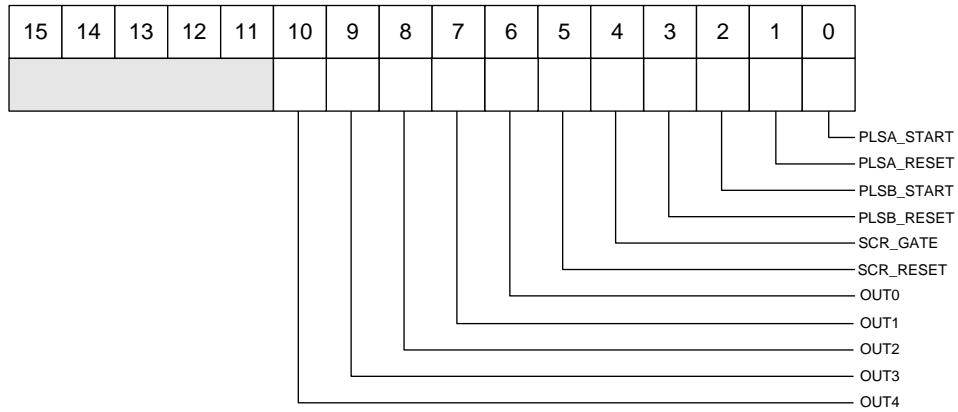 15 14 13 12 11 10 9 8 7 6 5 4 3 2 1 0
PLSA_START
PLSA_RESET
PLSB_START
PLSB_RESET
SCR_GATE
SCR_RESET
OUT0
OUT1
OUT2
OUT3
OUT4